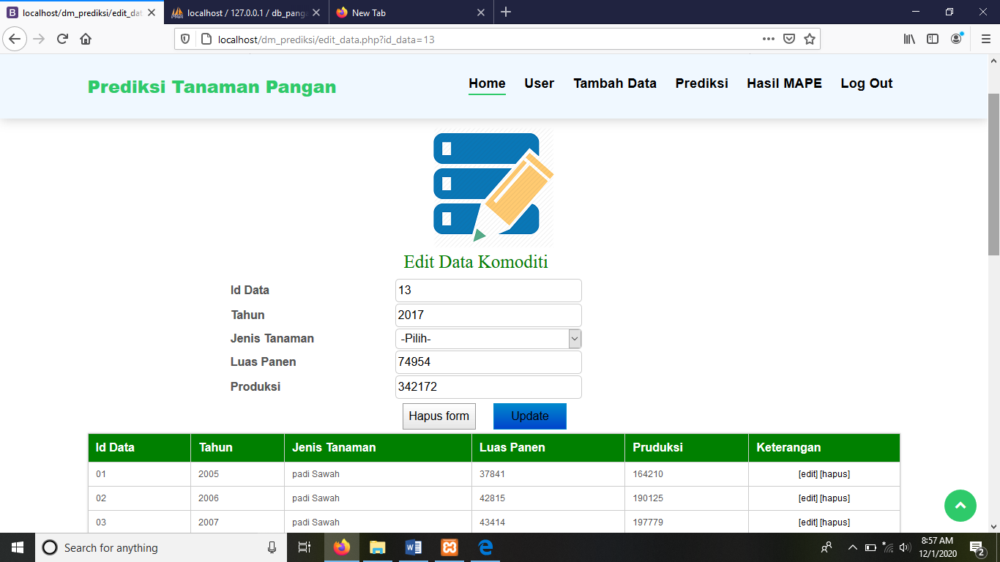 localhost/dm_prediksi/edit_dat
localhost / 127.0.0.1 / db_pang
New Tab
localhost/dm_prediksi/edit_data.php?id_data=13
Prediksi Tanaman Pangan
Home User Tambah Data Prediksi Hasil MAPE Log Out
Edit Data Komoditi
Id Data 13
Tahun 2017
Jenis Tanaman -Pilih-
Luas Panen 74954
Produksi 342172
Hapus form Update
Id Data Tahun Jenis Tanaman Luas Panen Pruduksi Keterangan
01 2005 padi Sawah 37841 164210 [edit] [hapus]
02 2006 padi Sawah 42815 190125 [edit] [hapus]
03 2007 padi Sawah 43414 197779 [edit] [hapus]
Search for anything
8:57 AM
12/1/2020
2